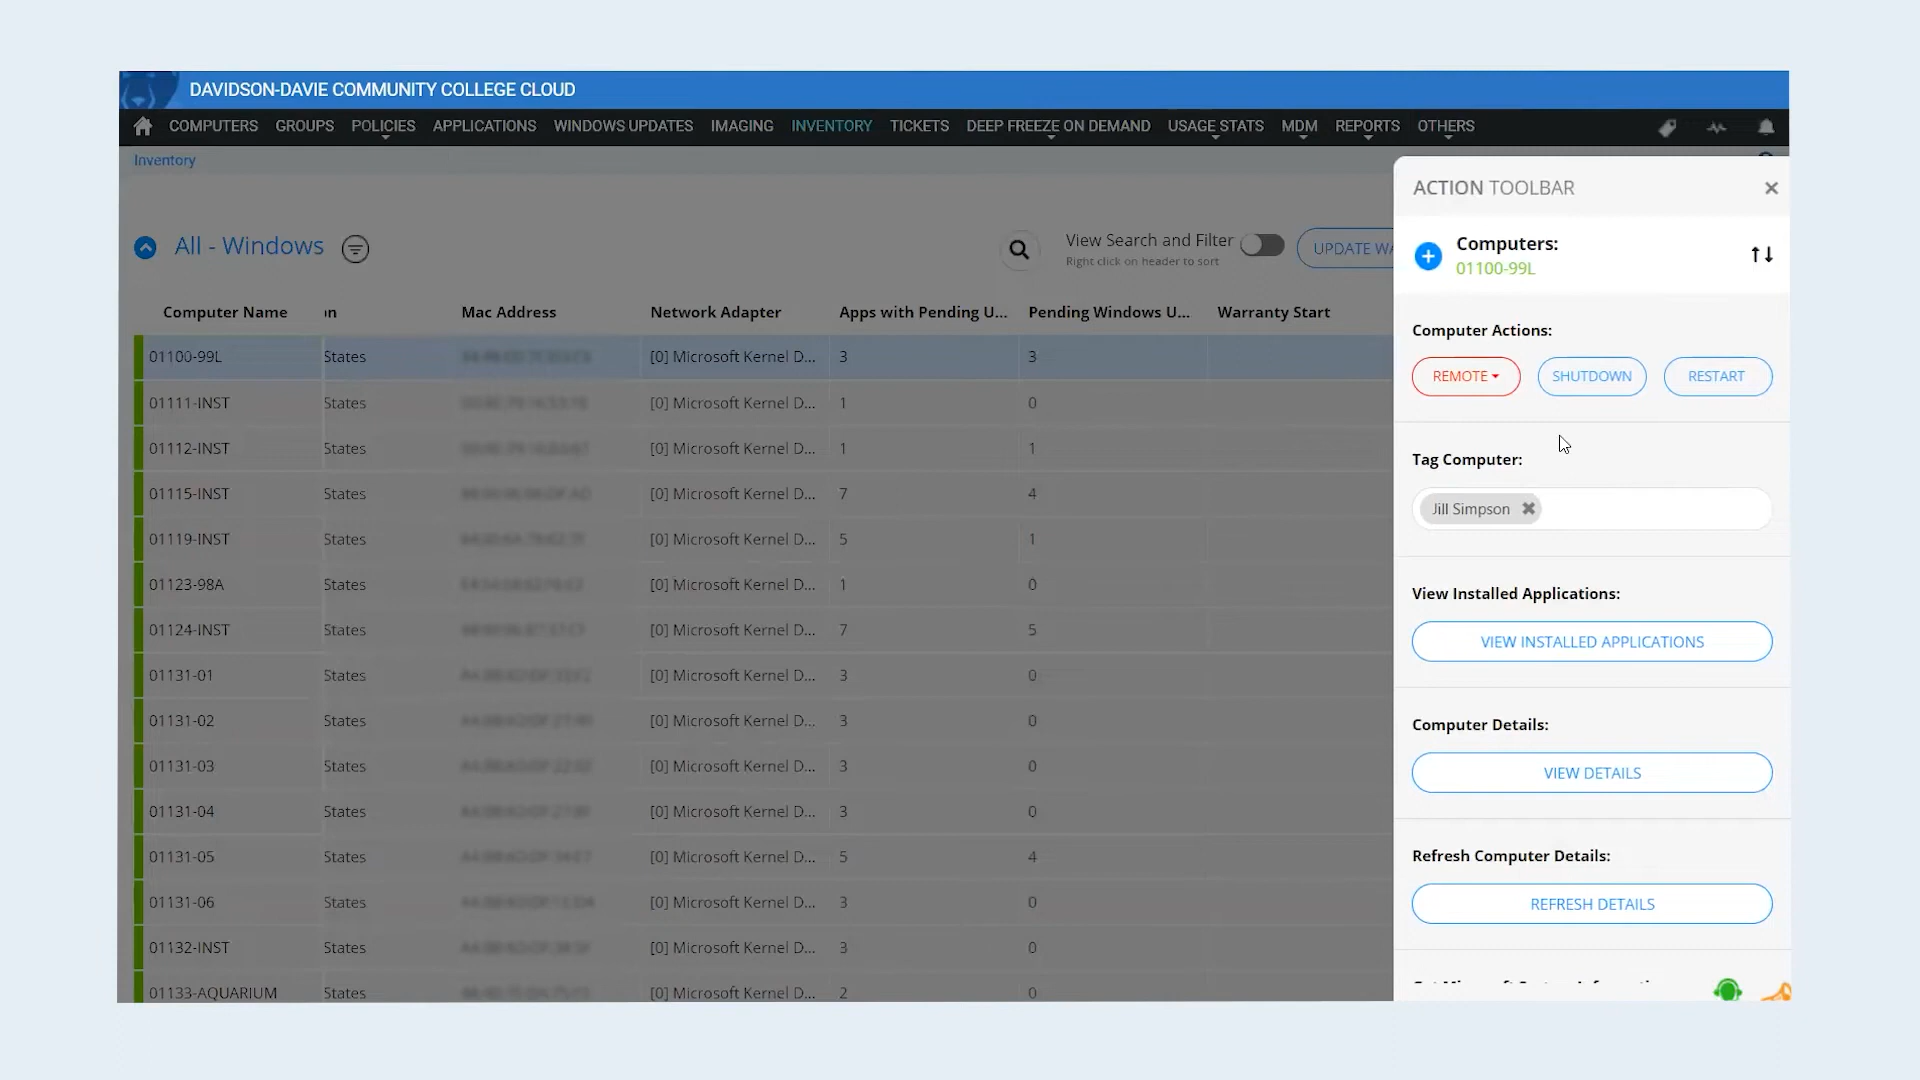 DAVIDSON-DAVIE COMMUNITY COLLEGE CLOUD
COMPUTERS GROUPS POLICIES APPLICATIONS WINDOWS UPDATES IMAGING INVENTORY TICKETS DEEP FREEZE ON DEMAND USAGE STATS MDM REPORTS OTHERS
Inventory
All - Windows
View Search and Filter
Right click on header to sort
UPDATE WA
Computer Name on Mac Address Network Adapter Apps with Pending U... Pending Windows U... Warranty Start
01100-99L States [0] Microsoft Kernel D... 3 3
01111-INST States [0] Microsoft Kernel D... 1 0
01112-INST States [0] Microsoft Kernel D... 1 1
01115-INST States [0] Microsoft Kernel D... 7 4
01119-INST States [0] Microsoft Kernel D... 5 1
01123-98A States [0] Microsoft Kernel D... 1 0
01124-INST States [0] Microsoft Kernel D... 7 5
01131-01 States [0] Microsoft Kernel D... 3 0
01131-02 States [0] Microsoft Kernel D... 3 0
01131-03 States [0] Microsoft Kernel D... 3 0
01131-04 States [0] Microsoft Kernel D... 3 0
01131-05 States [0] Microsoft Kernel D... 5 4
01131-06 States [0] Microsoft Kernel D... 3 0
01132-INST States [0] Microsoft Kernel D... 3 0
01133-AQUARIUM States [0] Microsoft Kernel D... 2 0
ACTION TOOLBAR
Computers:
01100-99L
Computer Actions:
REMOTE SHUTDOWN RESTART
Tag Computer:
Jill Simpson
View Installed Applications:
VIEW INSTALLED APPLICATIONS
Computer Details:
VIEW DETAILS
Refresh Computer Details:
REFRESH DETAILS